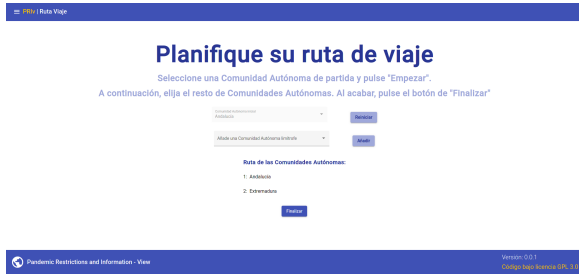 PRIv | Ruta Viaje
Planifique su ruta de viaje
Seleccione una Comunidad Autónoma de partida y pulse "Empezar".
A continuación, elija el resto de Comunidades Autónomas. Al acabar, pulse el botón de "Finalizar"
Andalucía
Reiniciar
Añade una Comunidad Autónoma limítrofe
Añadir
Ruta de las Comunidades Autónomas:
1: Andalucía
2: Extremadura
Finalizar
Pandemic Restrictions and Information - View
Versión: 0.0.1
Código bajo licencia GPL 3.0